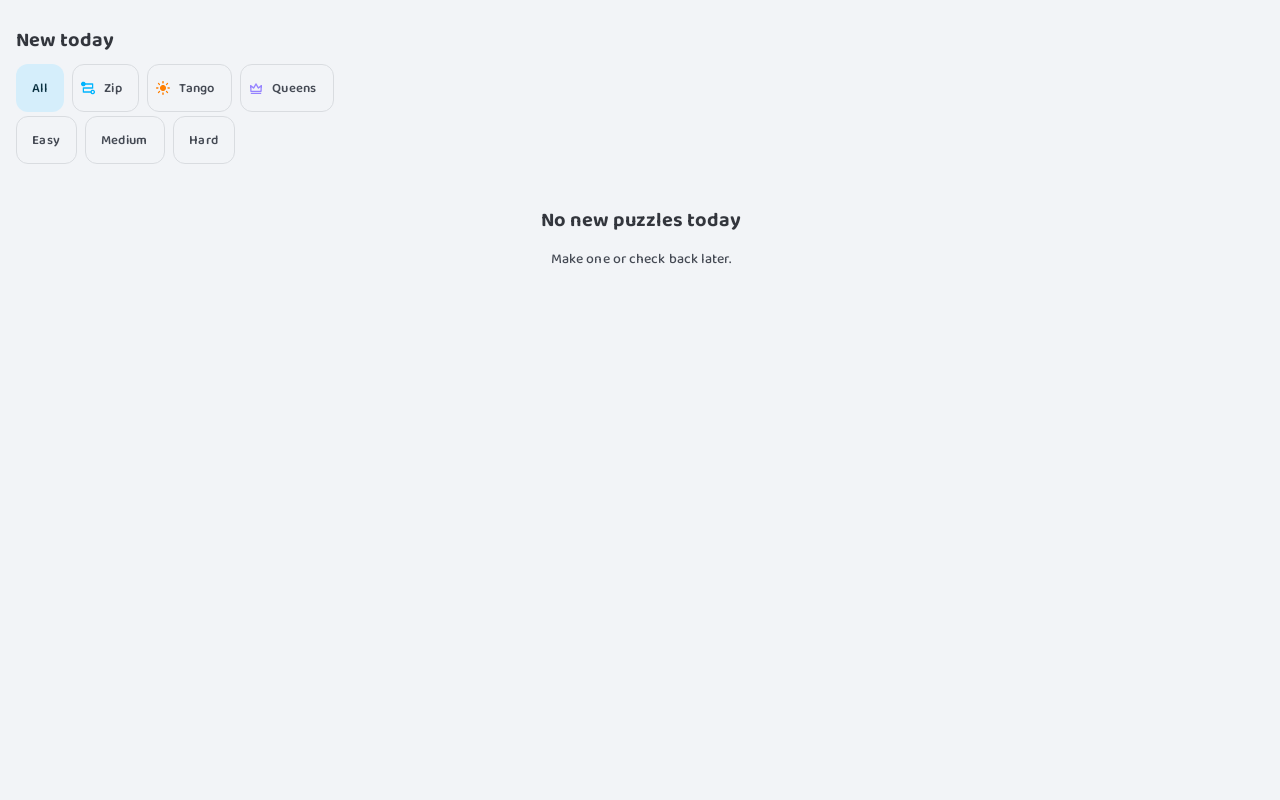 New today
All Zip Tango Queens
Easy Medium Hard
No new puzzles today
Make one or check back later.